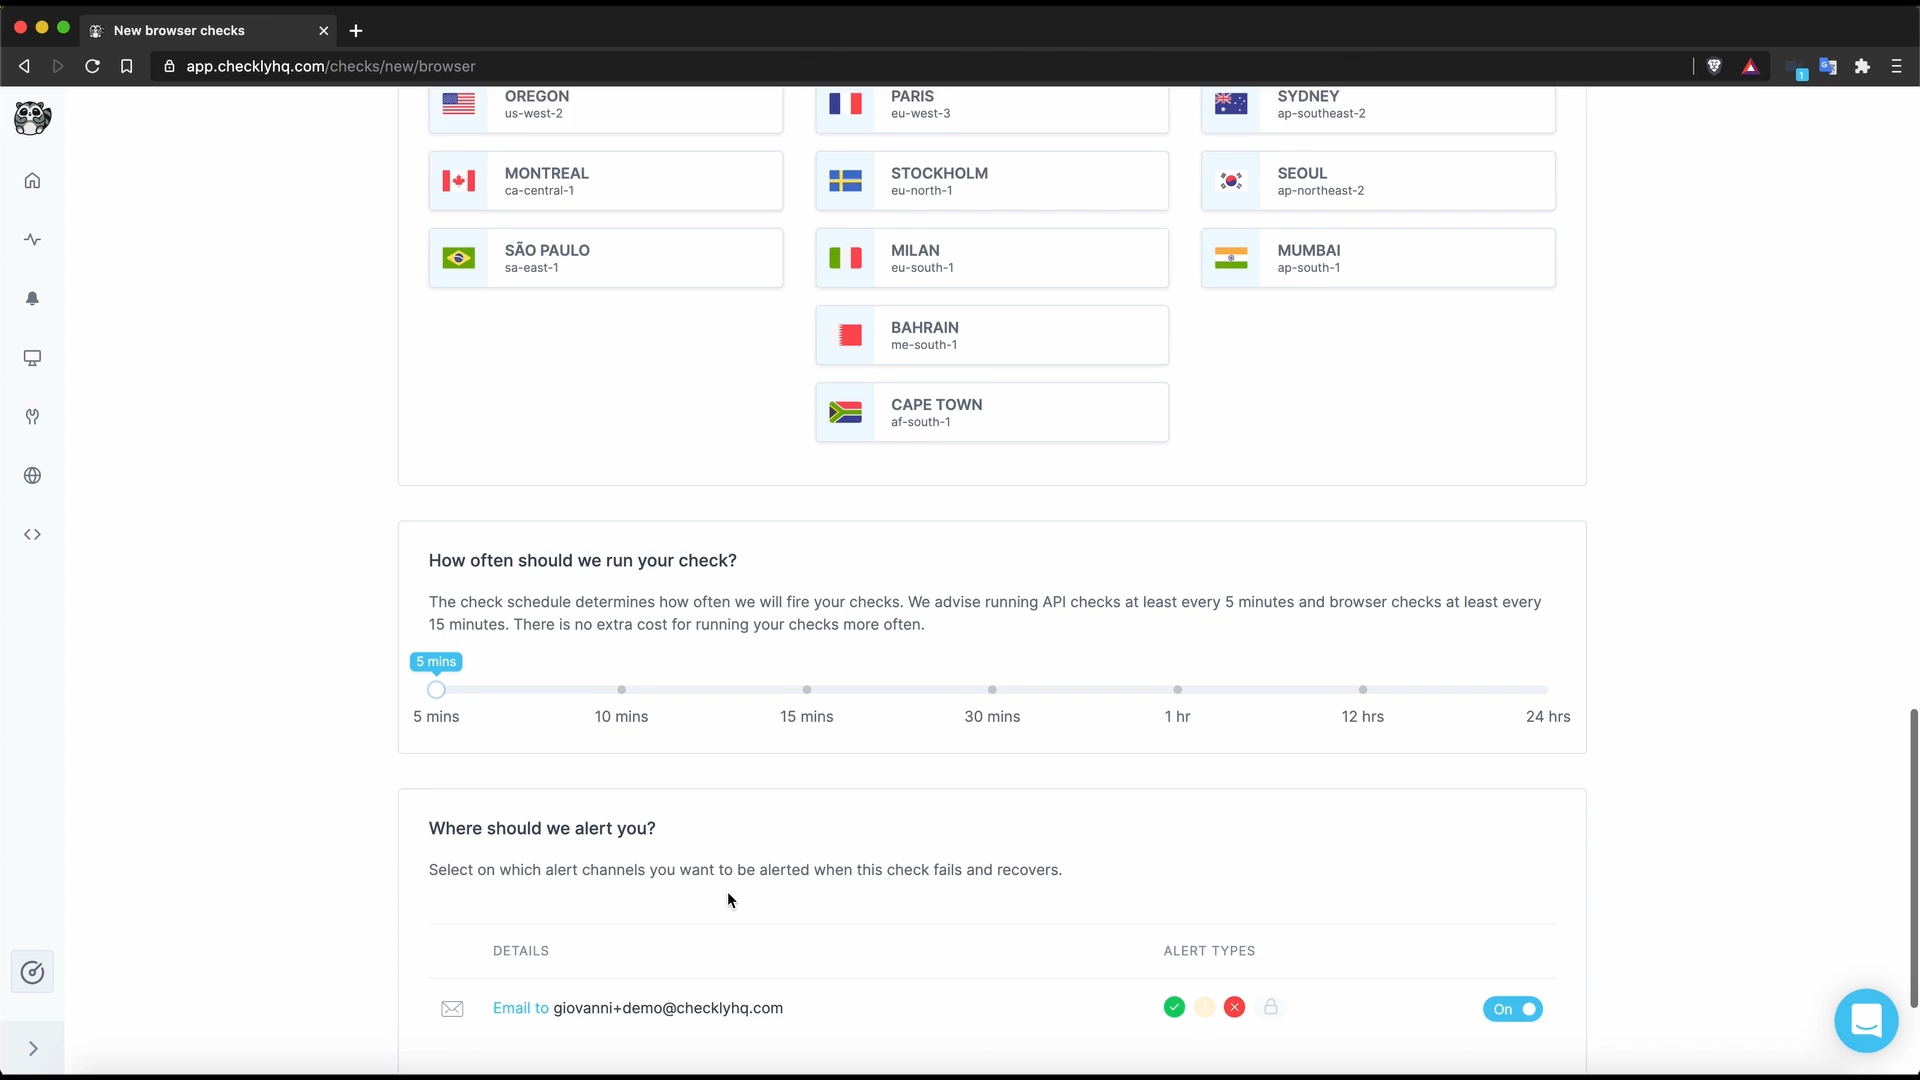 New browser checks
app.checklyhq.com/checks/new/browser
1
OREGON
us-west-2
PARIS
eu-west-3
SYDNEY
ap-southeast-2
MONTREAL
ca-central-1
STOCKHOLM
eu-north-1
SEOUL
ap-northeast-2
SÃO PAULO
sa-east-1
MILAN
eu-south-1
MUMBAI
ap-south-1
BAHRAIN
me-south-1
CAPE TOWN
af-south-1
How often should we run your check?
The check schedule determines how often we will fire your checks. We advise running API checks at least every 5 minutes and browser checks at least every
15 minutes. There is no extra cost for running your checks more often.
5 mins
5 mins 10 mins 15 mins 30 mins 1 hr 12 hrs 24 hrs
Where should we alert you?
Select on which alert channels you want to be alerted when this check fails and recovers.
DETAILS ALERT TYPES
Email to giovanni+demo@checklyhq.com On